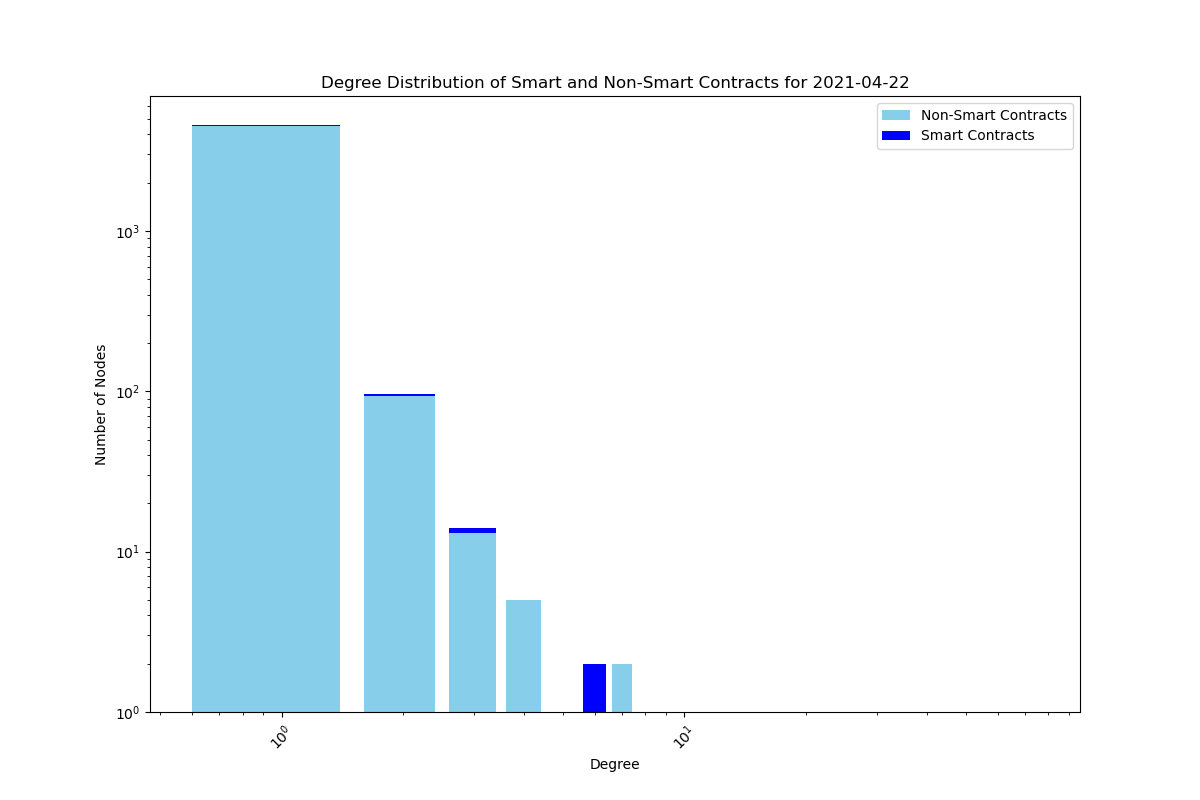 Degree Distribution of Smart and Non-Smart Contracts for 2021-04-22
Non-Smart Contracts
Smart Contracts
Number of Nodes
10³
10²
10¹
10⁰
10⁰
10¹
Degree